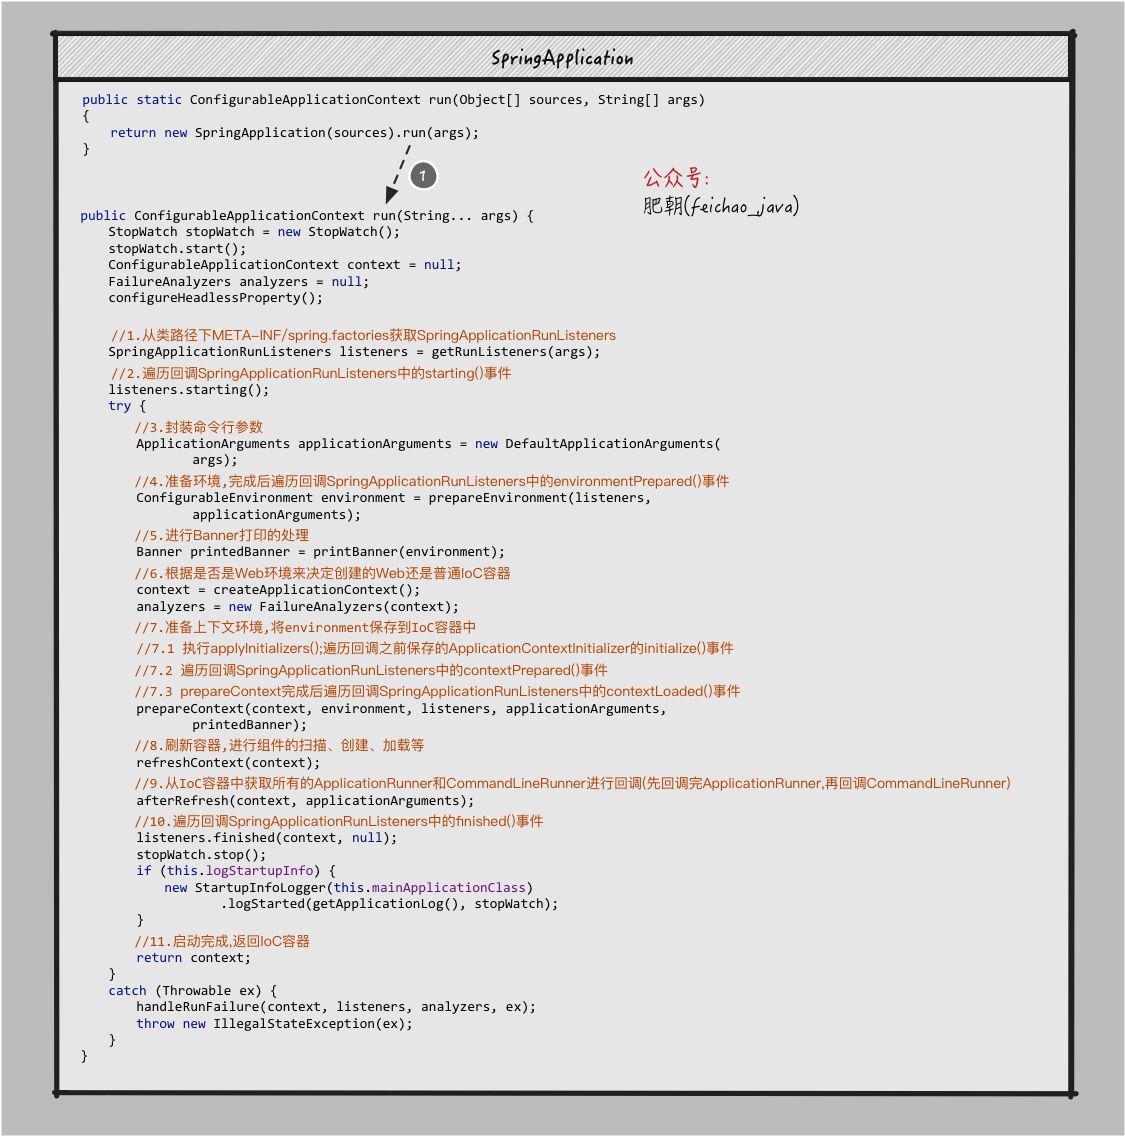 SpringApplication
public static ConfigurableApplicationContext run(Object[] sources, String[] args)
{
return new SpringApplication(sources).run(args);
}
1
公众号:
肥朝(feichao_java)
public ConfigurableApplicationContext run(String... args) {
StopWatch stopWatch = new StopWatch();
stopWatch.start();
ConfigurableApplicationContext context = null;
FailureAnalyzers analyzers = null;
configureHeadlessProperty();
//1.从类路径下META-INF/spring.factories获取SpringApplicationRunListeners
SpringApplicationRunListeners listeners = getRunListeners(args);
//2.遍历回调SpringApplicationRunListeners中的starting()事件
listeners.starting();
try {
//3.封装命令行参数
ApplicationArguments applicationArguments = new DefaultApplicationArguments(
args);
//4.准备环境,完成后遍历回调SpringApplicationRunListeners中的environmentPrepared()事件
ConfigurableEnvironment environment = prepareEnvironment(listeners,
applicationArguments);
//5.进行Banner打印的处理
Banner printedBanner = printBanner(environment);
//6.根据是否是Web环境来决定创建的Web还是普通IoC容器
context = createApplicationContext();
analyzers = new FailureAnalyzers(context);
//7.准备上下文环境,将environment保存到IoC容器中
//7.1 执行applyInitializers();遍历回调之前保存的ApplicationContextInitializer的initialize()事件
//7.2 遍历回调SpringApplicationRunListeners中的contextPrepared()事件
//7.3 prepareContext完成后遍历回调SpringApplicationRunListeners中的contextLoaded()事件
prepareContext(context, environment, listeners, applicationArguments,
printedBanner);
//8.刷新容器,进行组件的扫描、创建、加载等
refreshContext(context);
//9.从IoC容器中获取所有的ApplicationRunner和CommandLineRunner进行回调(先回调完ApplicationRunner,再回调CommandLineRunner)
afterRefresh(context, applicationArguments);
//10.遍历回调SpringApplicationRunListeners中的finished()事件
listeners.finished(context, null);
stopWatch.stop();
if (this.logStartupInfo) {
new StartupInfoLogger(this.mainApplicationClass)
.logStarted(getApplicationLog(), stopWatch);
}
//11.启动完成,返回IoC容器
return context;
}
catch (Throwable ex) {
handleRunFailure(context, listeners, analyzers, ex);
throw new IllegalStateException(ex);
}
}